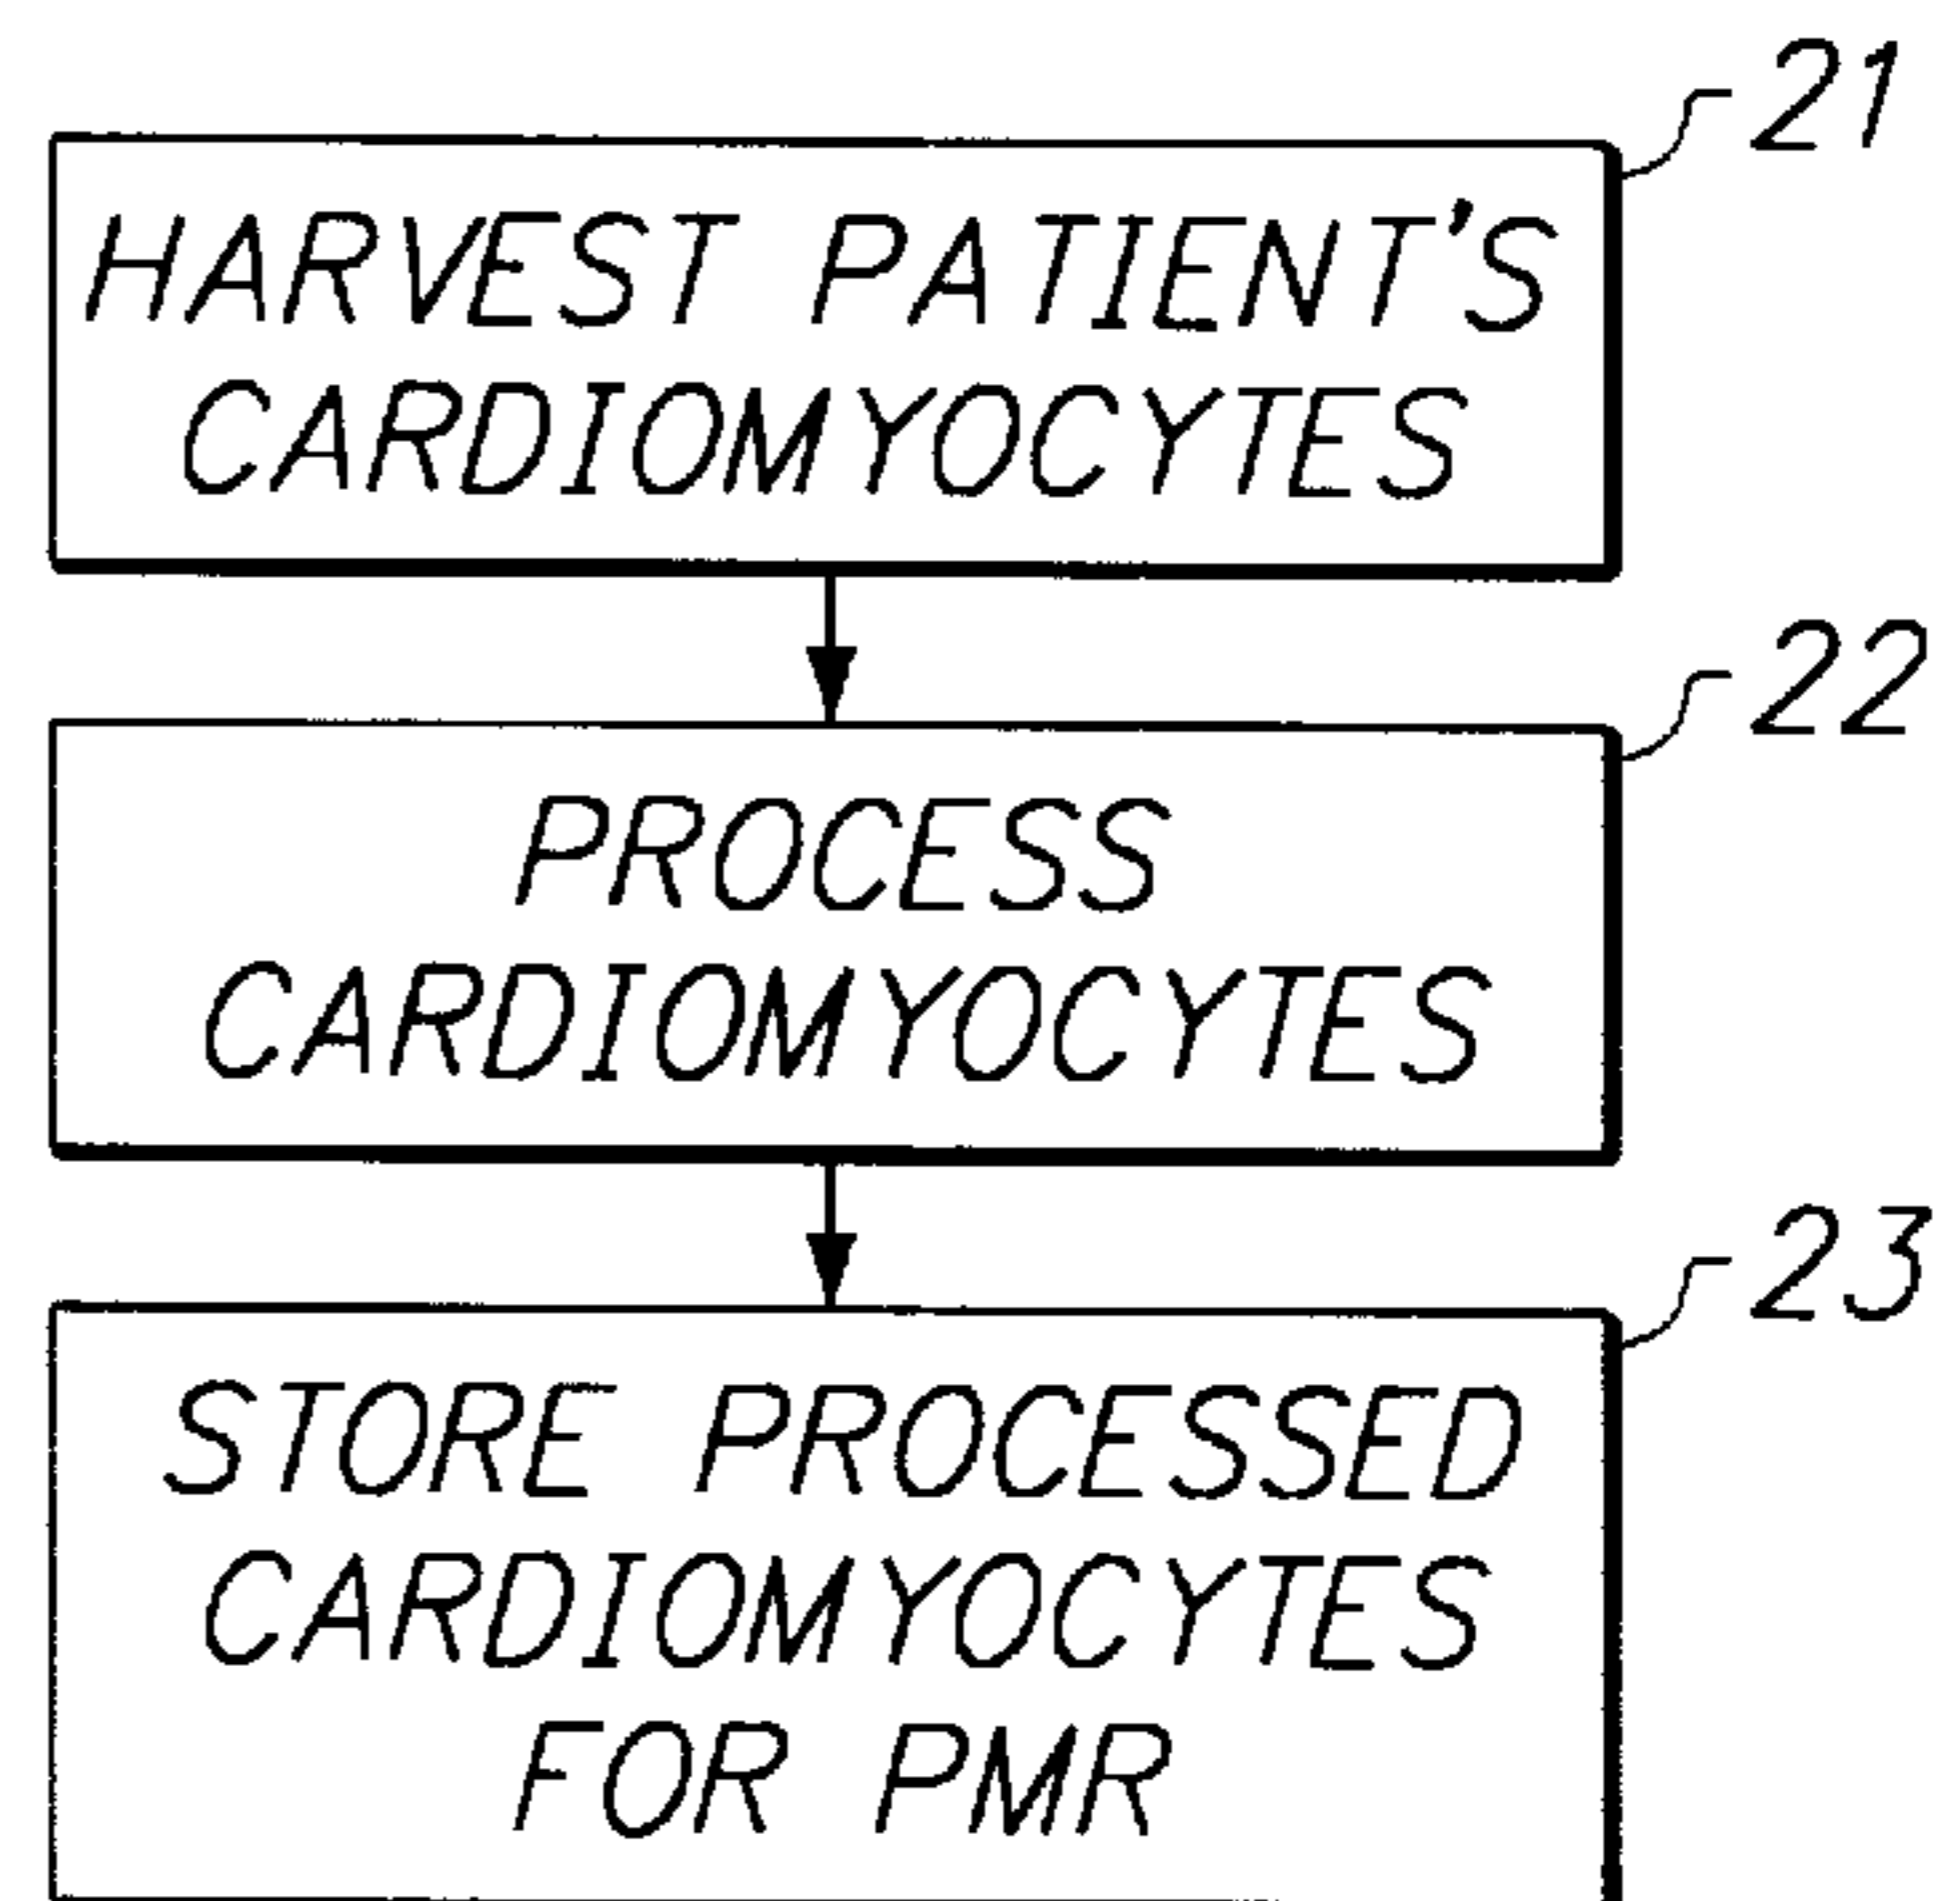 21
HARVEST PATIENT'S
CARDIOMYOCYTES
22
PROCESS
CARDIOMYOCYTES
23
STORE PROCESSED
CARDIOMYOCYTES
FOR PMR